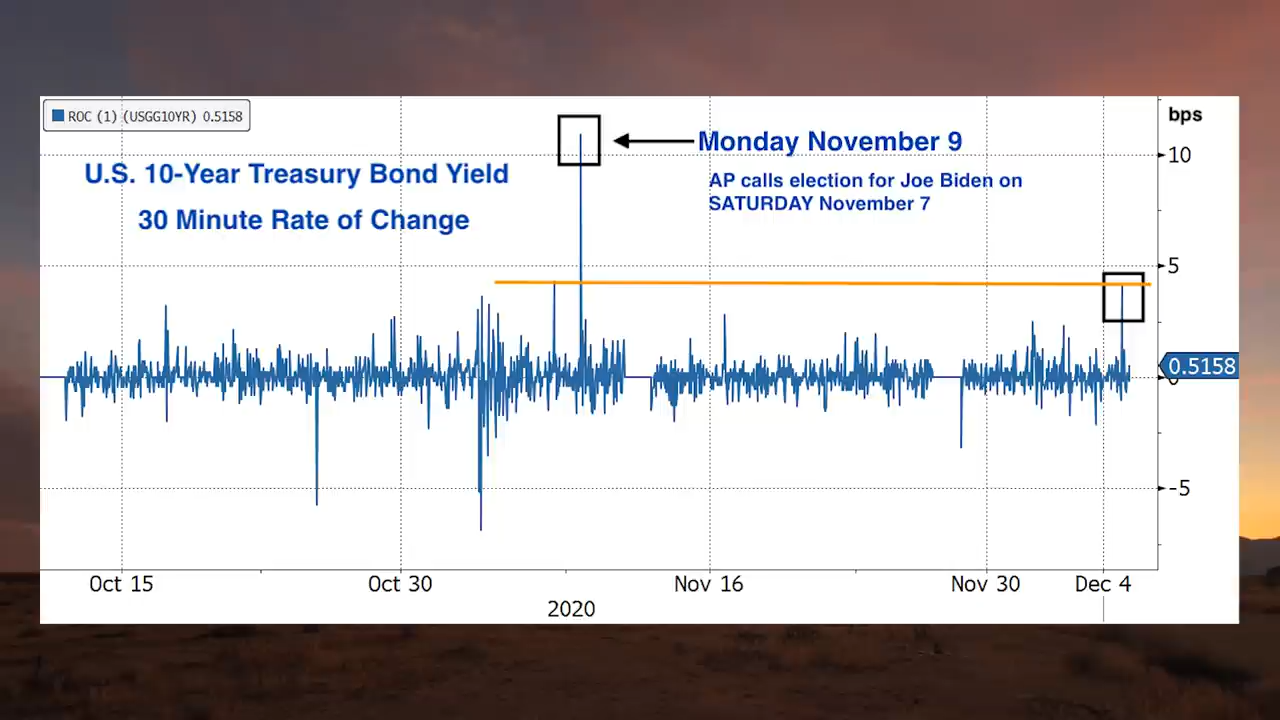 ROC (1) (USGG10YR) 0.5158
bps
U.S. 10-Year Treasury Bond Yield
30 Minute Rate of Change
Monday November 9
AP calls election for Joe Biden on
SATURDAY November 7
10
5
0.5158
0
-5
Oct 15
Oct 30
Nov 16
Nov 30
Dec 4
2020